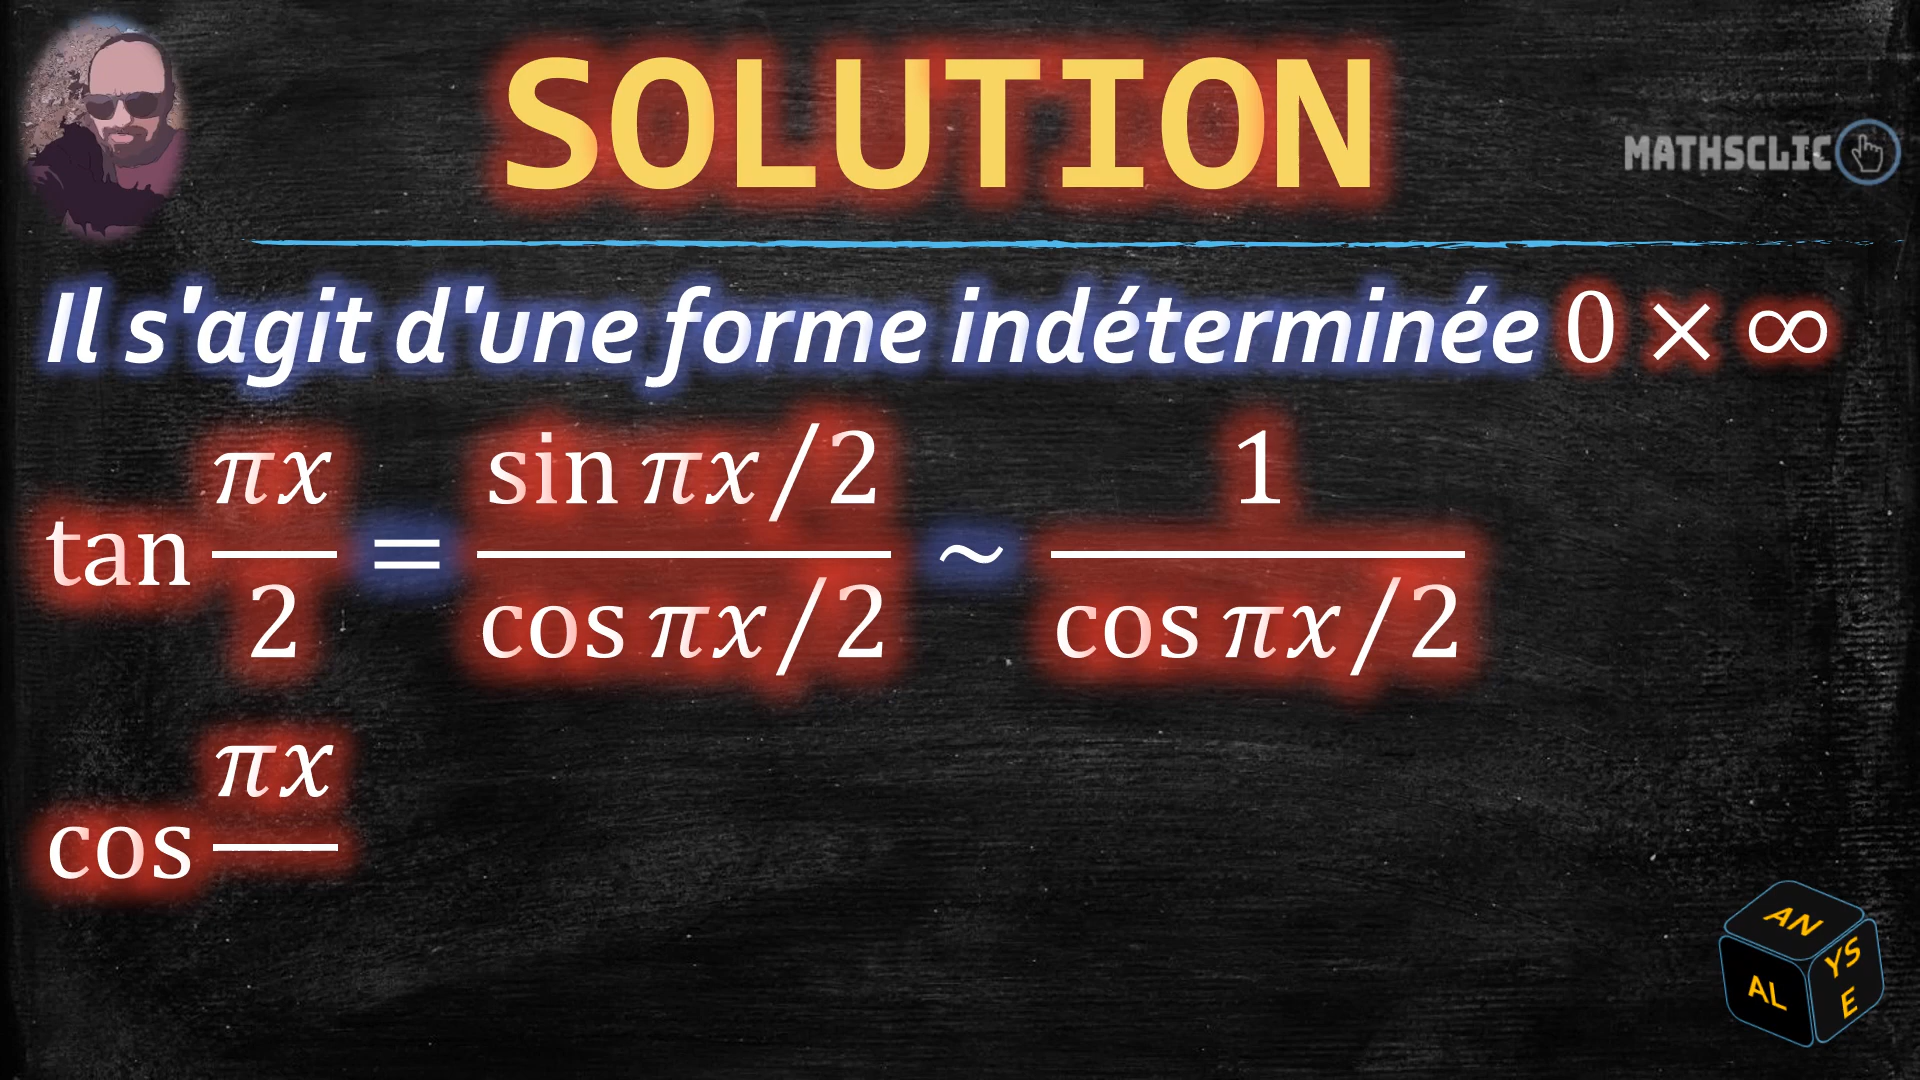 SOLUTION
MATHSCLIC
Il s'agit d'une forme indéterminée 0 × ∞
tan πx/2 = sin πx/2 / cos πx/2 ~ 1 / cos πx/2
cos πx
AN
AL
YS
E